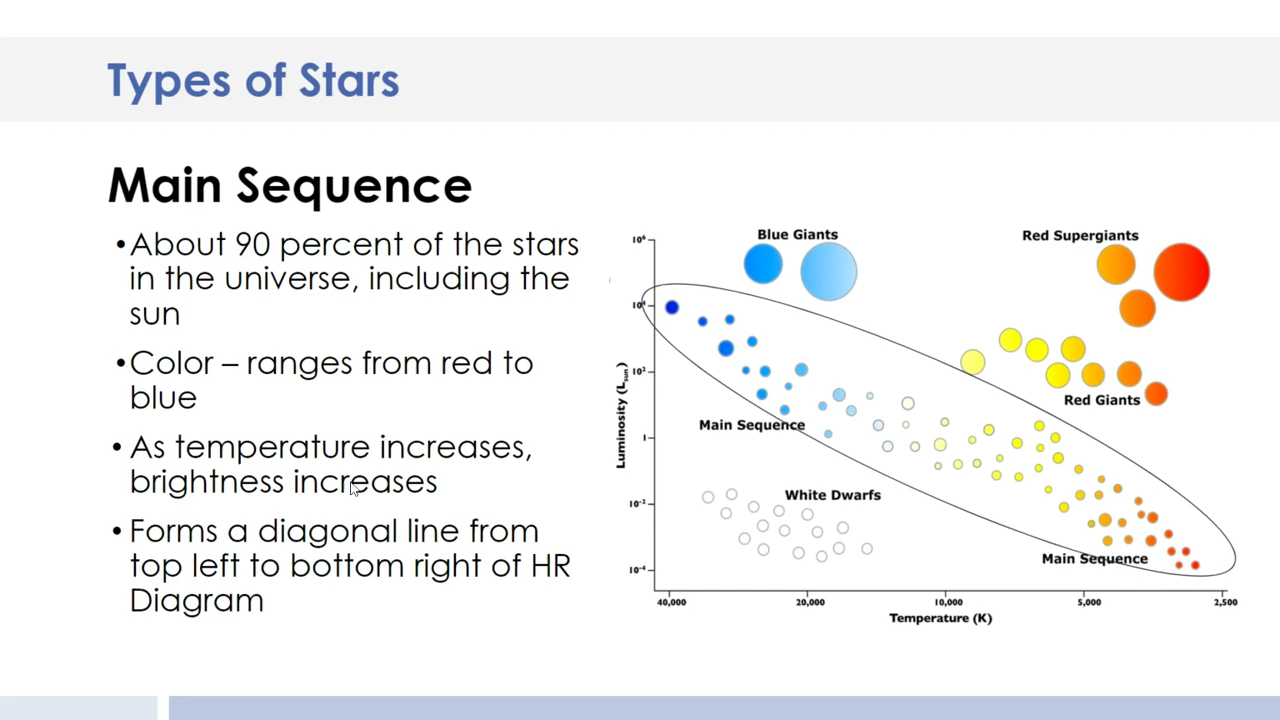 Types of Stars
Main Sequence
•About 90 percent of the stars
in the universe, including the
sun
•Color – ranges from red to
blue
• As temperature increases,
brightness increases
• Forms a diagonal line from
top left to bottom right of HR
Diagram
Blue Giants
Red Supergiants
Red Giants
Main Sequence
White Dwarfs
Main Sequence
Luminosity (Lsun)
10⁶
10⁴
10²
1
10⁻²
10⁻⁴
40,000
20,000
10,000
5,000
2,500
Temperature (K)